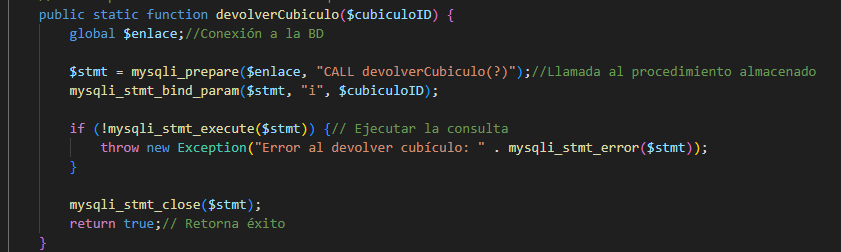 public static function devolverCubiculo($cubiculoID) {
global $enlace;//Conexión a la BD
$stmt = mysqli_prepare($enlace, "CALL devolverCubiculo(?)");//Llamada al procedimiento almacenado
mysqli_stmt_bind_param($stmt, "i", $cubiculoID);
if (!mysqli_stmt_execute($stmt)) {// Ejecutar la consulta
throw new Exception("Error al devolver cubículo: " . mysqli_stmt_error($stmt));
}
mysqli_stmt_close($stmt);
return true;// Retorna éxito
}